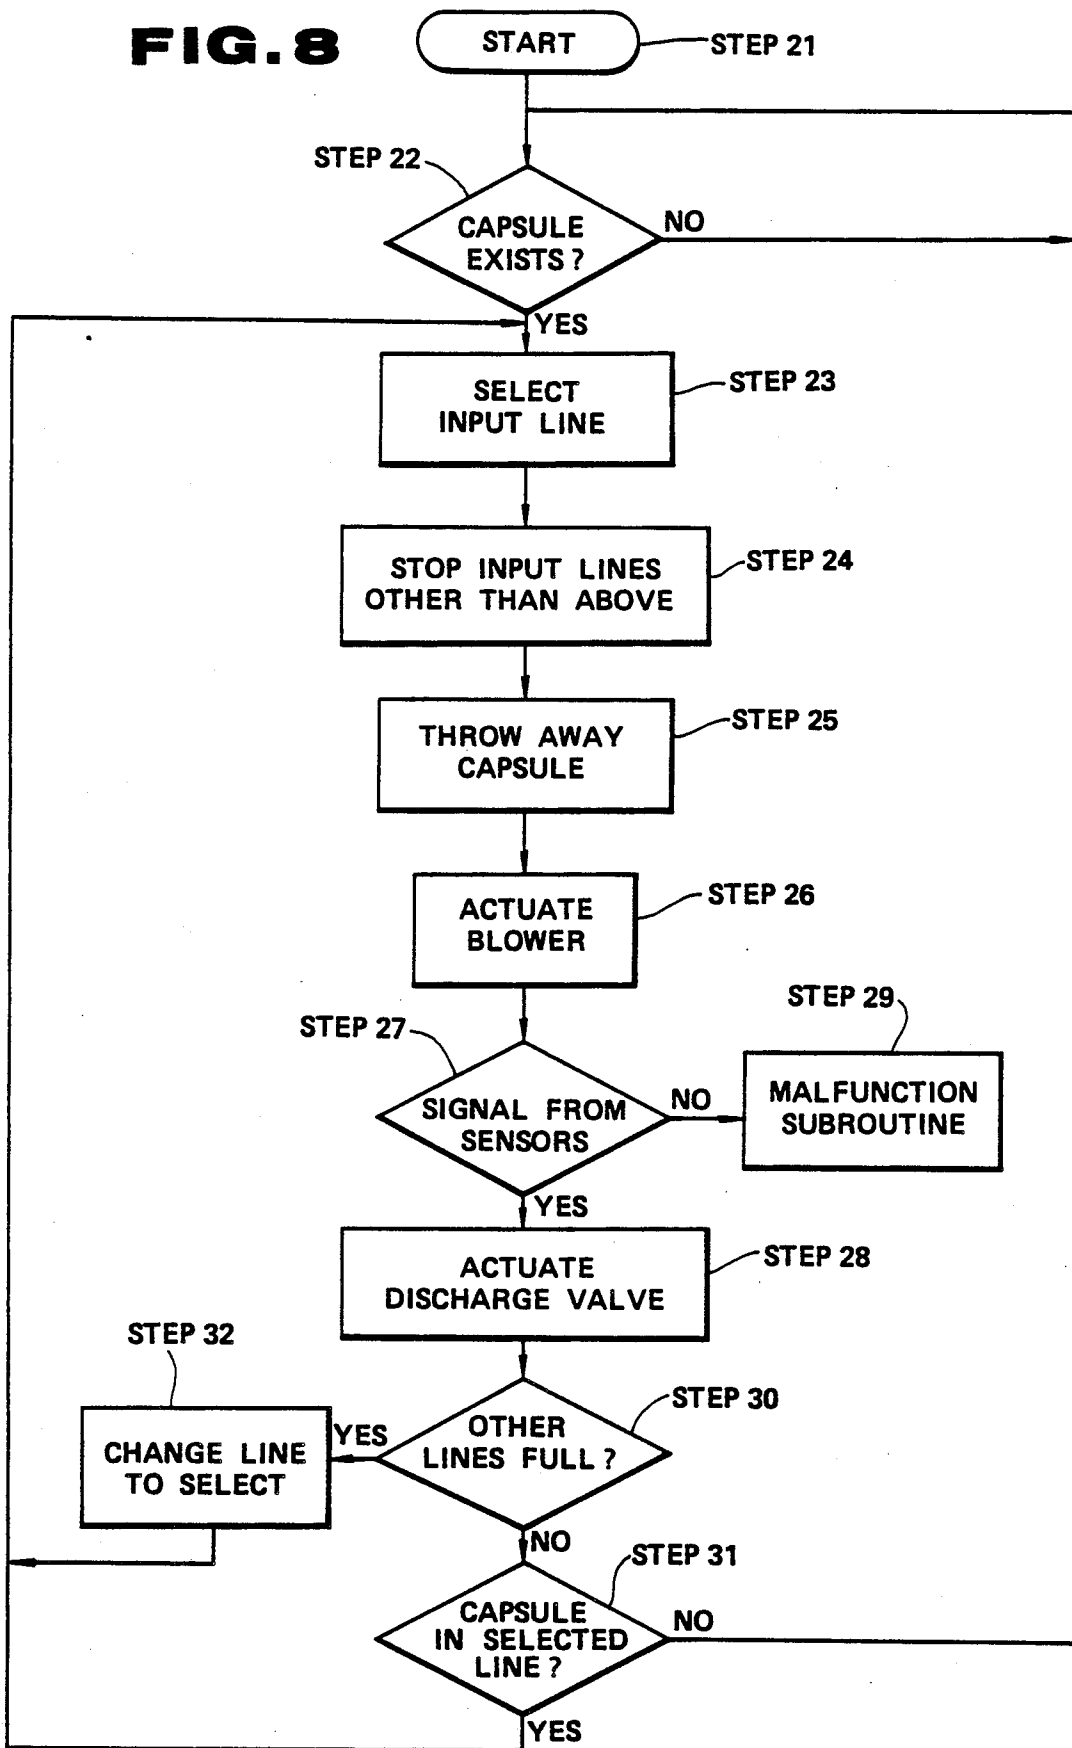 FIG. 8
START
STEP 21
STEP 22
CAPSULE
EXISTS ?
NO
YES
SELECT
INPUT LINE
STEP 23
STOP INPUT LINES
OTHER THAN ABOVE
STEP 24
THROW AWAY
CAPSULE
STEP 25
ACTUATE
BLOWER
STEP 26
STEP 27
SIGNAL FROM
SENSORS
NO
STEP 29
MALFUNCTION
SUBROUTINE
YES
ACTUATE
DISCHARGE VALVE
STEP 28
STEP 32
CHANGE LINE
TO SELECT
YES
OTHER
LINES FULL ?
STEP 30
NO
STEP 31
CAPSULE
IN SELECTED
LINE ?
NO
YES